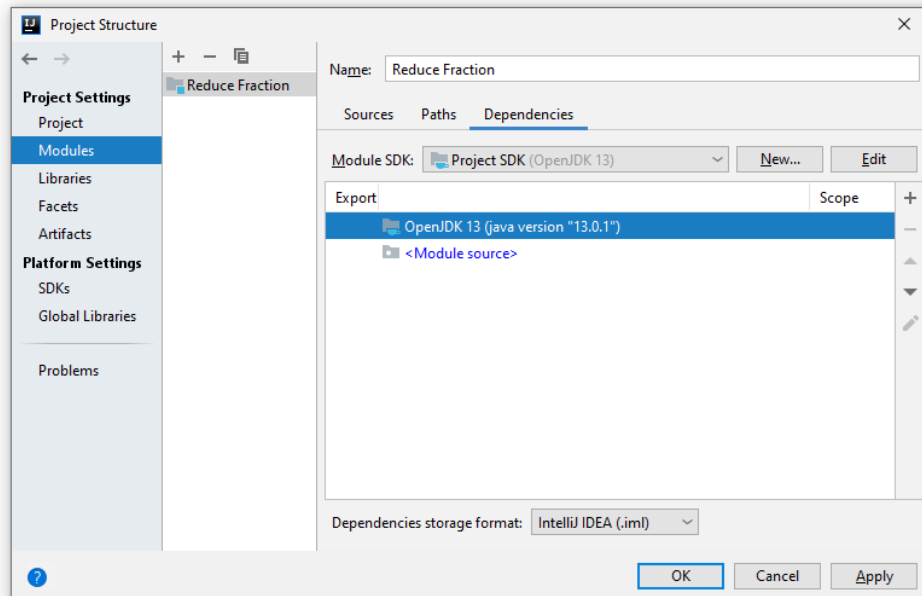 IJ Project Structure
Project Settings
Project
Modules
Libraries
Facets
Artifacts
Platform Settings
SDKs
Global Libraries
Problems
Reduce Fraction
Name: Reduce Fraction
Sources Paths Dependencies
Module SDK: Project SDK (OpenJDK 13) New... Edit
Export Scope
OpenJDK 13 (java version "13.0.1")
<Module source>
Dependencies storage format: IntelliJ IDEA (.iml)
? OK Cancel Apply